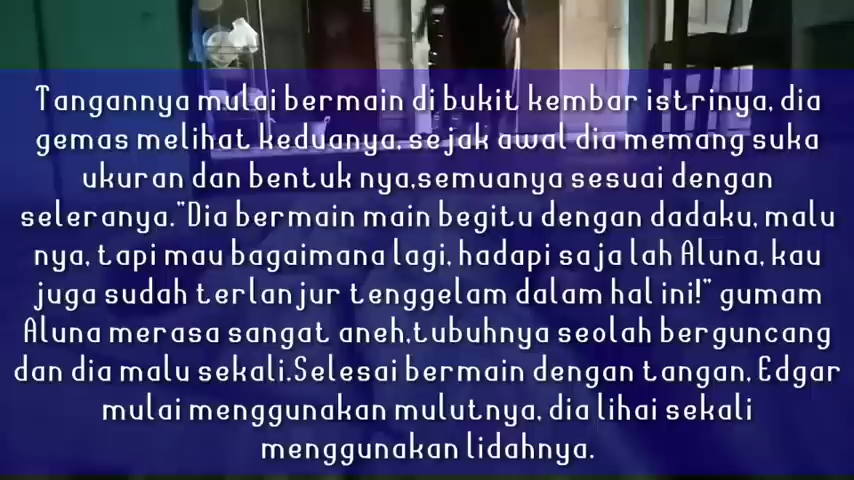 Tangannya mulai bermain di bukit kembar istrinya, dia
gemas melihat keduanya, sejak awal dia memang suka
ukuran dan bentuk nya,semuanya sesuai dengan
seleranya."Dia bermain main begitu dengan dadaku, malu
nya, tapi mau bagaimana lagi, hadapi saja lah Aluna, kau
juga sudah terlanjur tenggelam dalam hal ini!" gumam
Aluna merasa sangat aneh,tubuhnya seolah berguncang
dan dia malu sekali.Selesai bermain dengan tangan, Edgar
mulai menggunakan mulutnya, dia lihai sekali
menggunakan lidahnya.